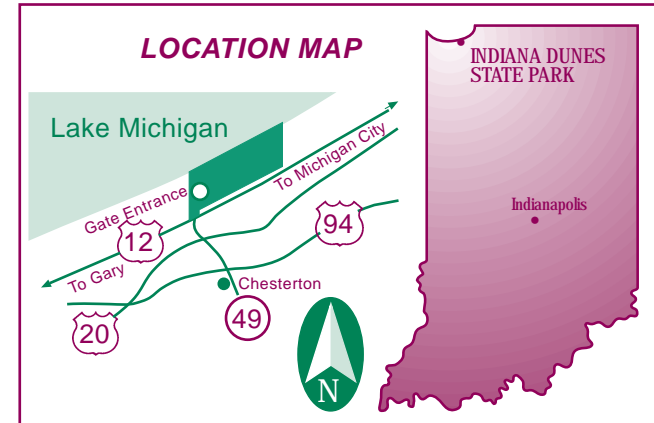 LOCATION MAP
INDIANA DUNES
STATE PARK
Lake Michigan
To Michigan City
Gate Entrance
12
94
Indianapolis
To Gary
Chesterton
20
49
N